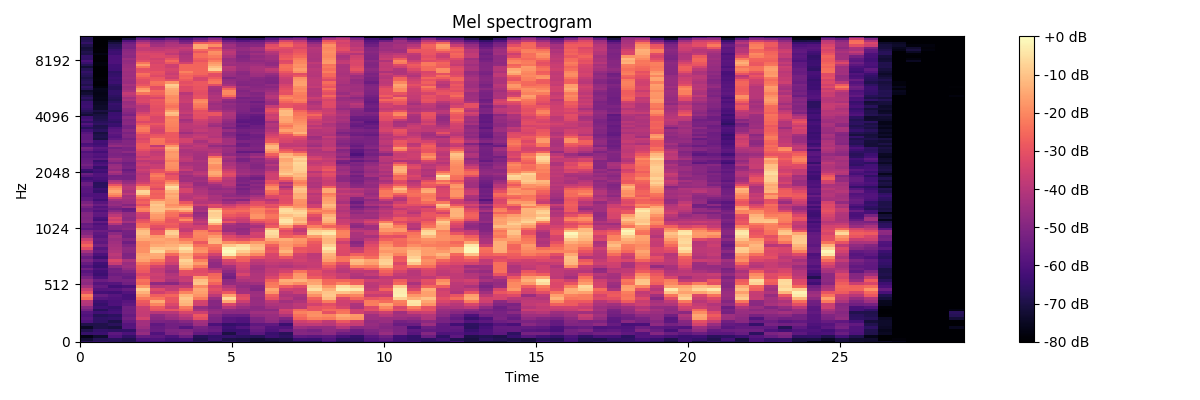 Mel spectrogram
Hz
8192
4096
2048
1024
512
0
0 5 10 15 20 25
Time
+0 dB
-10 dB
-20 dB
-30 dB
-40 dB
-50 dB
-60 dB
-70 dB
-80 dB